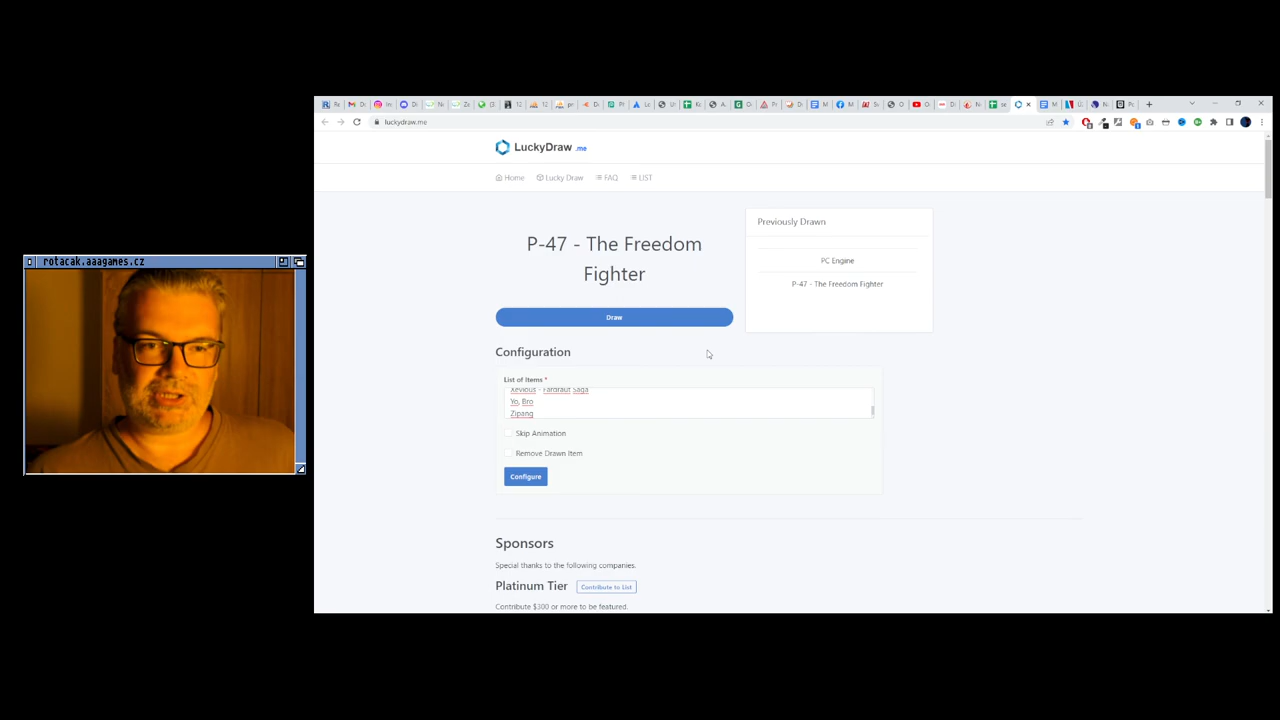 rotacak.aaagames.cz
luckydraw.me
LuckyDraw .me
Home Lucky Draw FAQ LIST
P-47 - The Freedom
Fighter
Draw
Previously Drawn
PC Engine
P-47 - The Freedom Fighter
Configuration
List of Items *
Xevious - Fardraut Saga
Yo, Bro
Zipang
Skip Animation
Remove Drawn Item
Configure
Sponsors
Special thanks to the following companies.
Platinum Tier Contribute to List
Contribute $300 or more to be featured.